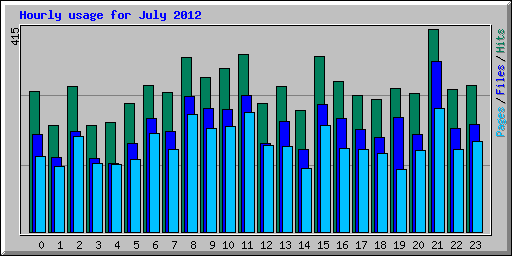 Hourly usage for July 2012
415
Pages / Files / Hits
0 1 2 3 4 5 6 7 8 9 10 11 12 13 14 15 16 17 18 19 20 21 22 23